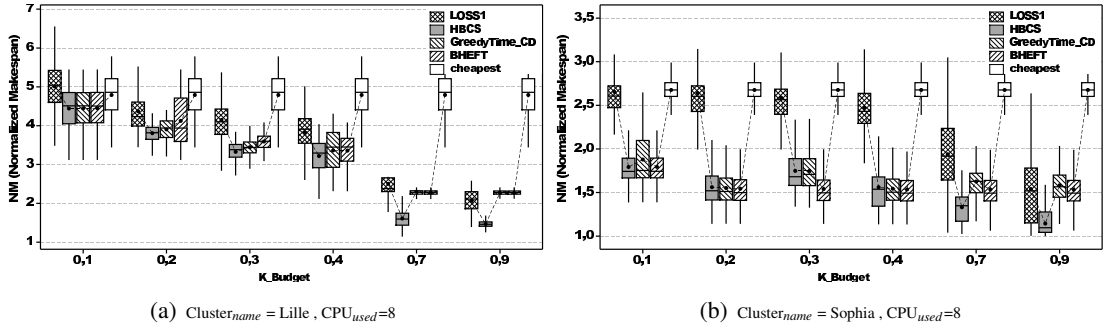 7
6
5
4
3
2
1
NM (Normalized Makespan)
LOSS1
HBCS
GreedyTime_CD
BHEFT
cheapest
0,1 0,2 0,3 0,4 0,7 0,9
K_Budget
(a) Cluster_name = Lille , CPU_used=8
3,5
3,0
2,5
2,0
1,5
1,0
NM (Normalized Makespan)
LOSS1
HBCS
GreedyTime_CD
BHEFT
cheapest
0,1 0,2 0,3 0,4 0,7 0,9
K_Budget
(b) Cluster_name = Sophia , CPU_used=8